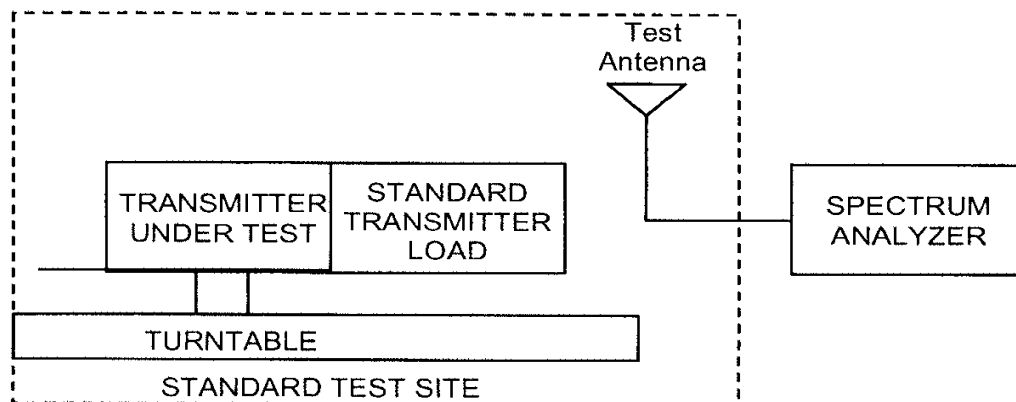 Test
Antenna
TRANSMITTER
UNDER TEST
STANDARD
TRANSMITTER
LOAD
SPECTRUM
ANALYZER
TURNTABLE
STANDARD TEST SITE